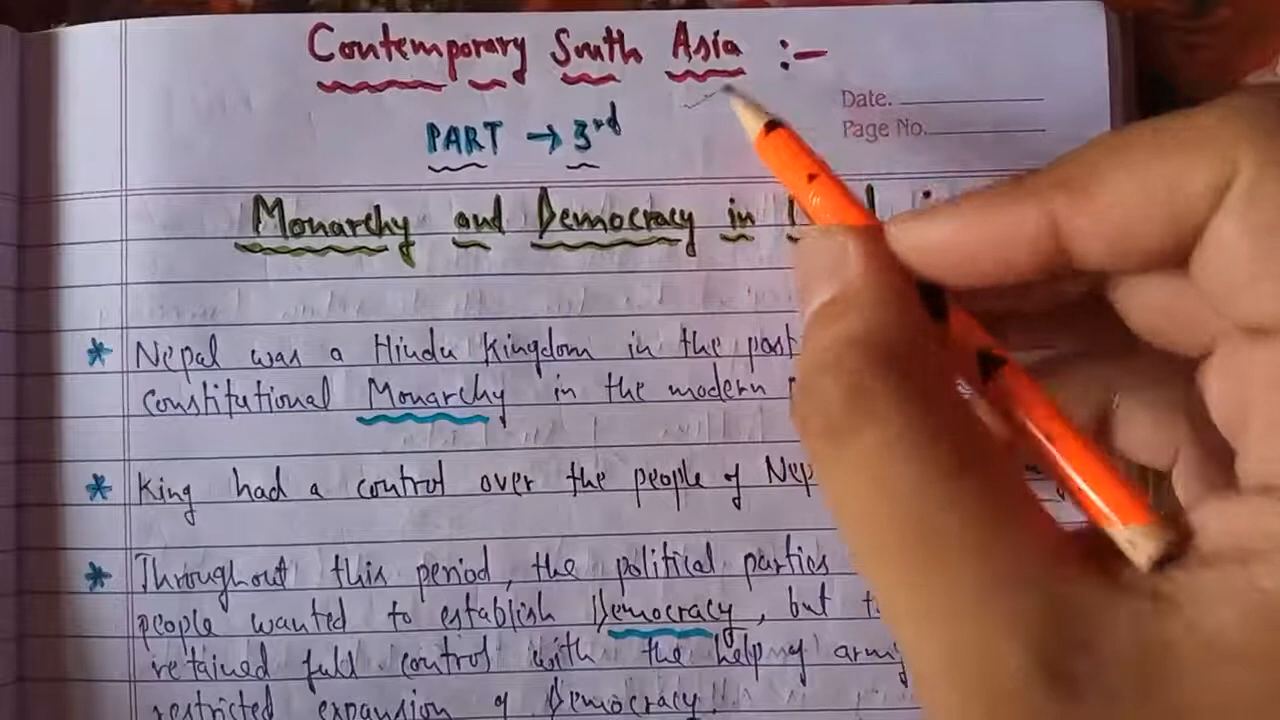 Contemporary South Asia :-
Date.
Page No.
PART → 3rd
Monarchy and Democracy in
* Nepal was a Hindu Kingdom in the past
constitutional Monarchy in the modern
* King had a control over the people of Nep
* Throughout this period, the political parties
people wanted to establish Democracy, but
retained full control with the help of army
restricted expansion of Democracy!!